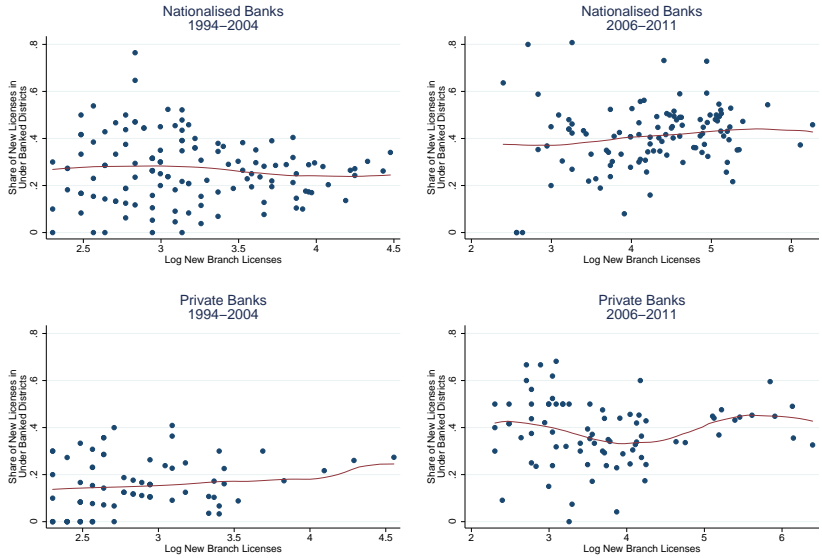 Nationalised Banks
1994−2004
Share of New Licenses in
Under Banked Districts
.8
.6
.4
.2
0
2.5 3 3.5 4 4.5
Log New Branch Licenses
Nationalised Banks
2006−2011
Share of New Licenses in
Under Banked Districts
.8
.6
.4
.2
0
2 3 4 5 6
Log New Branch Licenses
Private Banks
1994−2004
Share of New Licenses in
Under Banked Districts
.8
.6
.4
.2
0
2.5 3 3.5 4 4.5
Log New Branch Licenses
Private Banks
2006−2011
Share of New Licenses in
Under Banked Districts
.8
.6
.4
.2
0
2 3 4 5 6
Log New Branch Licenses